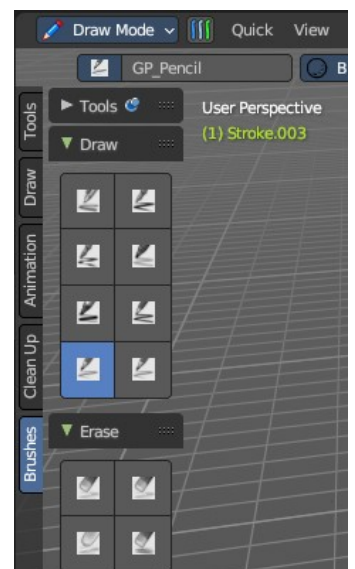 Draw Mode Quick View
GP_Pencil B
Tools User Perspective
(1) Stroke.003
Draw
Erase
Tools
Draw
Animation
Clean Up
Brushes